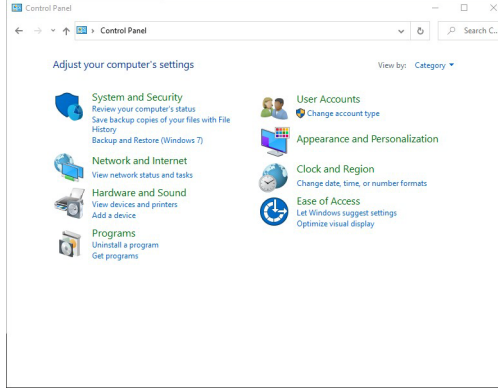 Control Panel
Control Panel
Search C...
Adjust your computer's settings
View by: Category
System and Security
Review your computer's status
Save backup copies of your files with File
History
Backup and Restore (Windows 7)
Network and Internet
View network status and tasks
Hardware and Sound
View devices and printers
Add a device
Programs
Uninstall a program
Get programs
User Accounts
Change account type
Appearance and Personalization
Clock and Region
Change date, time, or number formats
Ease of Access
Let Windows suggest settings
Optimize visual display